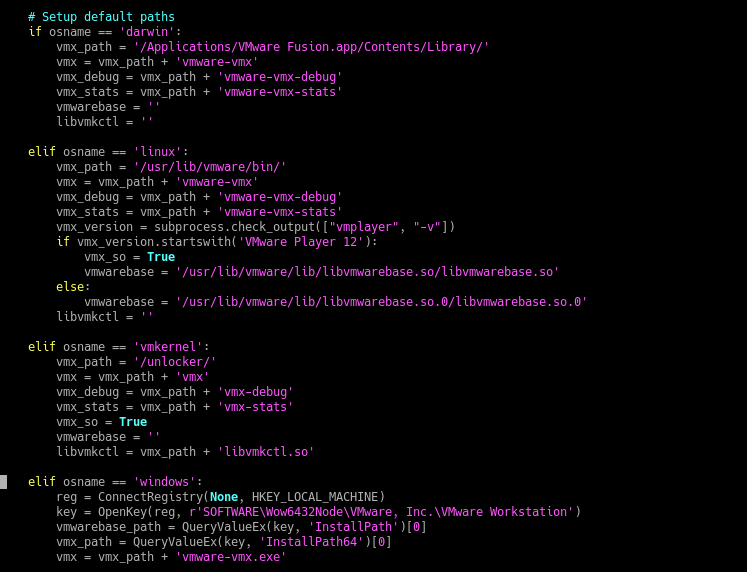 # Setup default paths
if osname == 'darwin':
    vmx_path = '/Applications/VMware Fusion.app/Contents/Library/'
    vmx = vmx_path + 'vmware-vmx'
    vmx_debug = vmx_path + 'vmware-vmx-debug'
    vmx_stats = vmx_path + 'vmware-vmx-stats'
    vmwarebase = ''
    libvmkctl = ''

elif osname == 'linux':
    vmx_path = '/usr/lib/vmware/bin/'
    vmx = vmx_path + 'vmware-vmx'
    vmx_debug = vmx_path + 'vmware-vmx-debug'
    vmx_stats = vmx_path + 'vmware-vmx-stats'
    vmx_version = subprocess.check_output(["vmplayer", "-v"])
    if vmx_version.startswith('VMware Player 12'):
        vmx_so = True
        vmwarebase = '/usr/lib/vmware/lib/libvmwarebase.so/libvmwarebase.so'
    else:
        vmwarebase = '/usr/lib/vmware/lib/libvmwarebase.so.0/libvmwarebase.so.0'
    libvmkctl = ''

elif osname == 'vmkernel':
    vmx_path = '/unlocker/'
    vmx = vmx_path + 'vmx'
    vmx_debug = vmx_path + 'vmx-debug'
    vmx_stats = vmx_path + 'vmx-stats'
    vmx_so = True
    vmwarebase = ''
    libvmkctl = vmx_path + 'libvmkctl.so'

elif osname == 'windows':
    reg = ConnectRegistry(None, HKEY_LOCAL_MACHINE)
    key = OpenKey(reg, r'SOFTWARE\Wow6432Node\VMware, Inc.\VMware Workstation')
    vmwarebase_path = QueryValueEx(key, 'InstallPath')[0]
    vmx_path = QueryValueEx(key, 'InstallPath64')[0]
    vmx = vmx_path + 'vmware-vmx.exe'